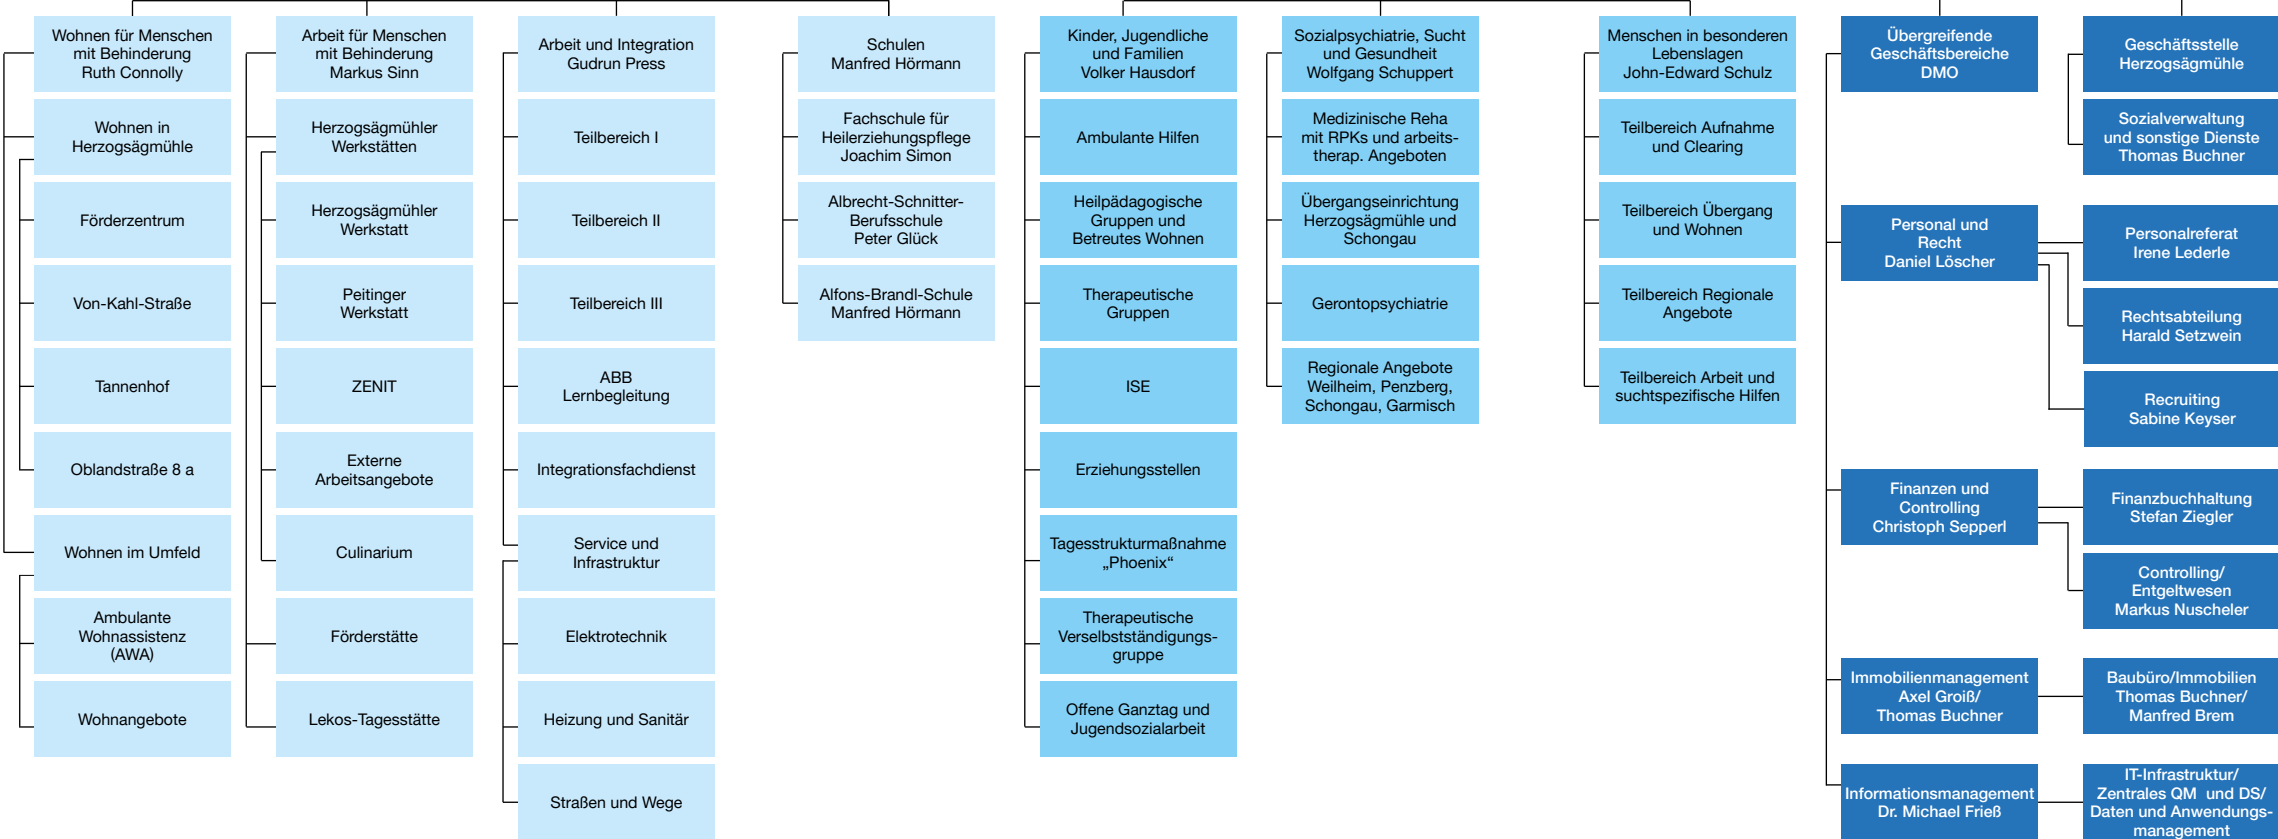 Wohnen für Menschen
mit Behinderung
Ruth Connolly
Wohnen in
Herzogsägmühle
Förderzentrum
Von-Kahl-Straße
Tannenhof
Oblandstraße 8 a
Wohnen im Umfeld
Ambulante
Wohnassistenz
(AWA)
Wohnangebote
Arbeit für Menschen
mit Behinderung
Markus Sinn
Herzogsägmühler
Werkstätten
Herzogsägmühler
Werkstatt
Peitinger
Werkstatt
ZENIT
Externe
Arbeitsangebote
Culinarium
Förderstätte
Lekos-Tagesstätte
Arbeit und Integration
Gudrun Press
Teilbereich I
Teilbereich II
Teilbereich III
ABB
Lernbegleitung
Integrationsfachdienst
Service und
Infrastruktur
Elektrotechnik
Heizung und Sanitär
Straßen und Wege
Schulen
Manfred Hörmann
Fachschule für
Heilerziehungspflege
Joachim Simon
Albrecht-Schnitter-
Berufsschule
Peter Glück
Alfons-Brandl-Schule
Manfred Hörmann
Kinder, Jugendliche
und Familien
Volker Hausdorf
Ambulante Hilfen
Heilpädagogische
Gruppen und
Betreutes Wohnen
Therapeutische
Gruppen
ISE
Erziehungsstellen
Tagesstrukturmaßnahme
„Phoenix“
Therapeutische
Verselbstständigungs-
gruppe
Offene Ganztag und
Jugendsozialarbeit
Sozialpsychiatrie, Sucht
und Gesundheit
Wolfgang Schuppert
Medizinische Reha
mit RPKs und arbeits-
therap. Angeboten
Übergangseinrichtung
Herzogsägmühle und
Schongau
Gerontopsychiatrie
Regionale Angebote
Weilheim, Penzberg,
Schongau, Garmisch
Menschen in besonderen
Lebenslagen
John-Edward Schulz
Teilbereich Aufnahme
und Clearing
Teilbereich Übergang
und Wohnen
Teilbereich Regionale
Angebote
Teilbereich Arbeit und
suchtspezifische Hilfen
Übergreifende
Geschäftsbereiche
DMO
Personal und
Recht
Daniel Löscher
Finanzen und
Controlling
Christoph Sepperl
Immobilienmanagement
Axel Groiß/
Thomas Buchner
Informationsmanagement
Dr. Michael Frieß
Geschäftsstelle
Herzogsägmühle
Sozialverwaltung
und sonstige Dienste
Thomas Buchner
Personalreferat
Irene Lederle
Rechtsabteilung
Harald Setzwein
Recruiting
Sabine Keyser
Finanzbuchhaltung
Stefan Ziegler
Controlling/
Entgeltwesen
Markus Nuscheler
Baubüro/Immobilien
Thomas Buchner/
Manfred Brem
IT-Infrastruktur/
Zentrales QM und DS/
Daten und Anwendungs-
management